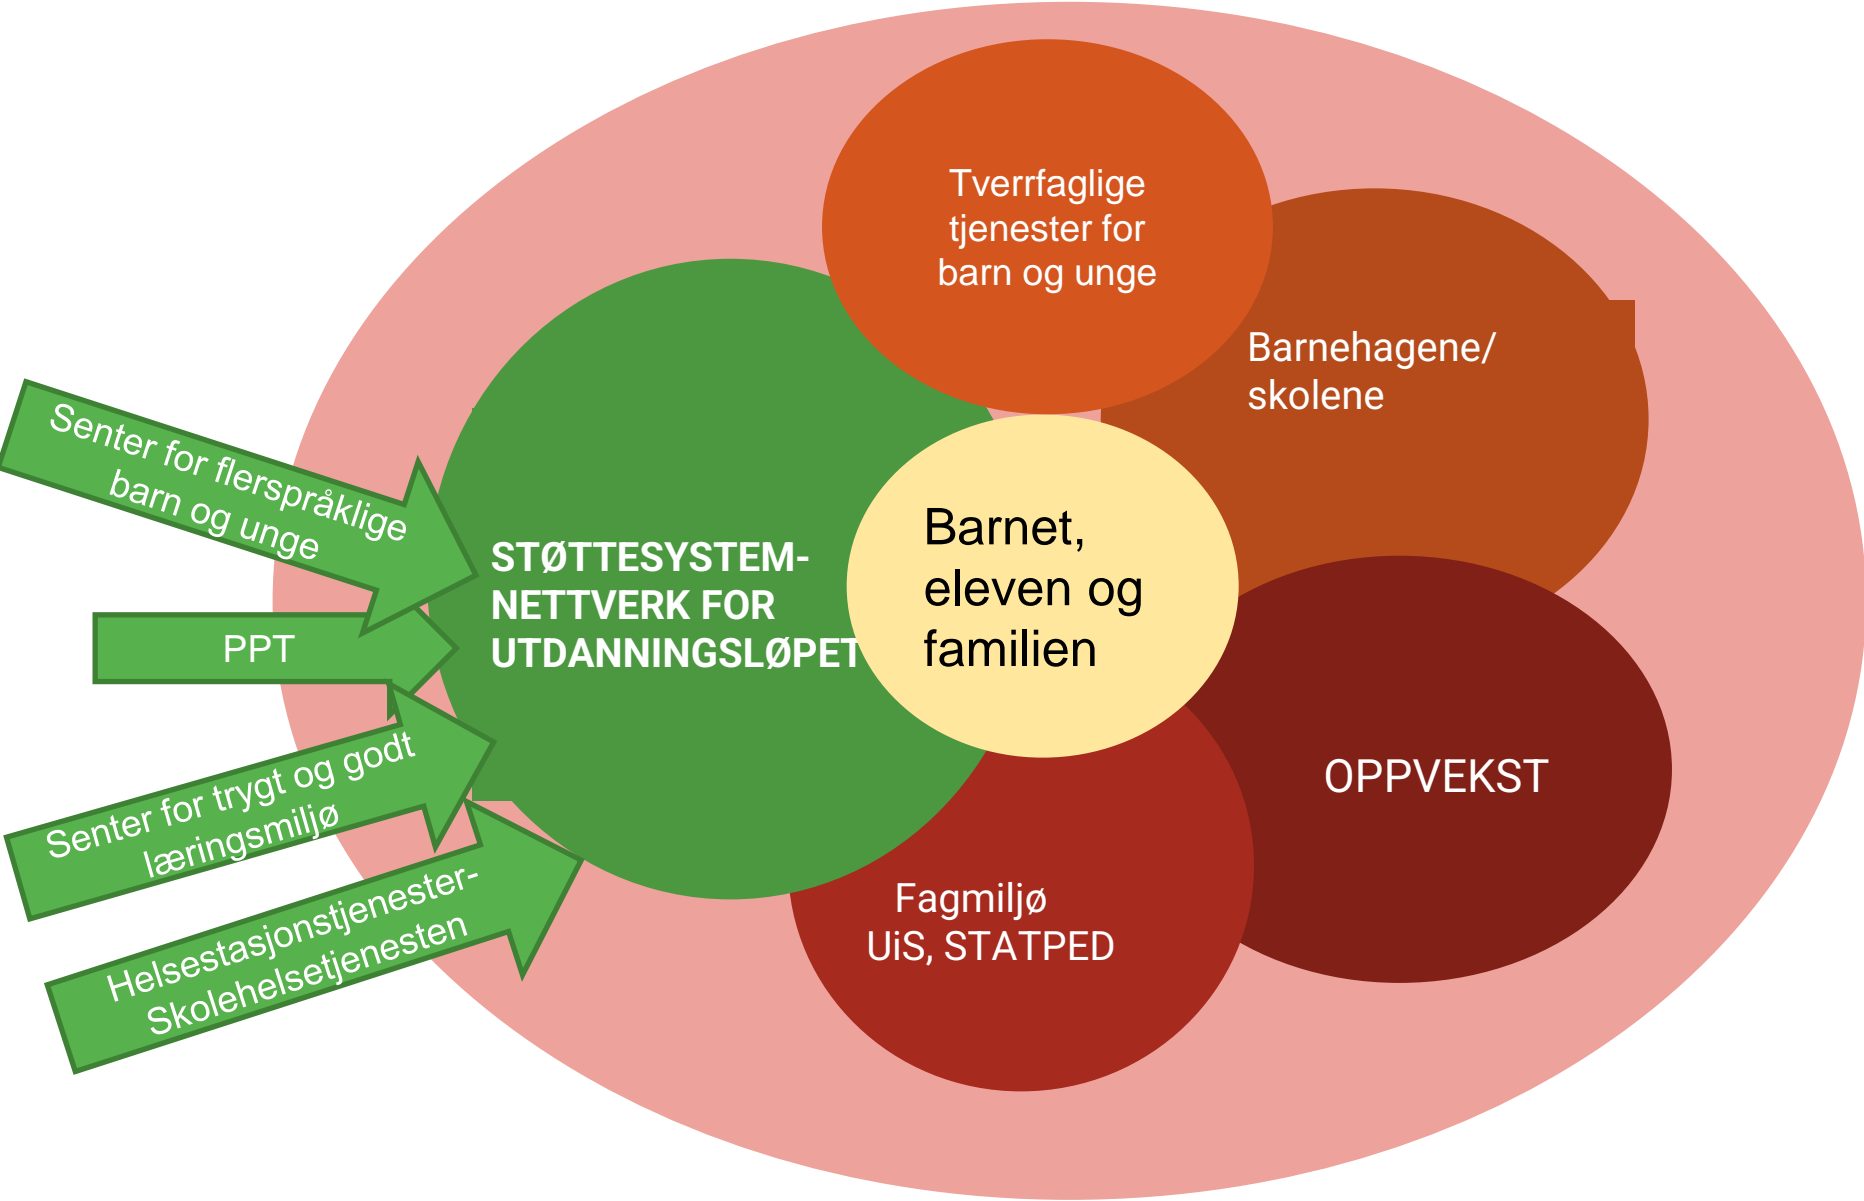 Tverrfaglige
tjenester for
barn og unge
Barnehagene/
skolene
Senter for flerspråklige
barn og unge
STØTTESYSTEM-
NETTVERK FOR
UTDANNINGSLØPET
Barnet,
eleven og
familien
PPT
Senter for trygt og godt
læringsmiljø
OPPVEKST
Helsestasjonstjenester-
Skolehelsetjenesten
Fagmiljø
UiS, STATPED